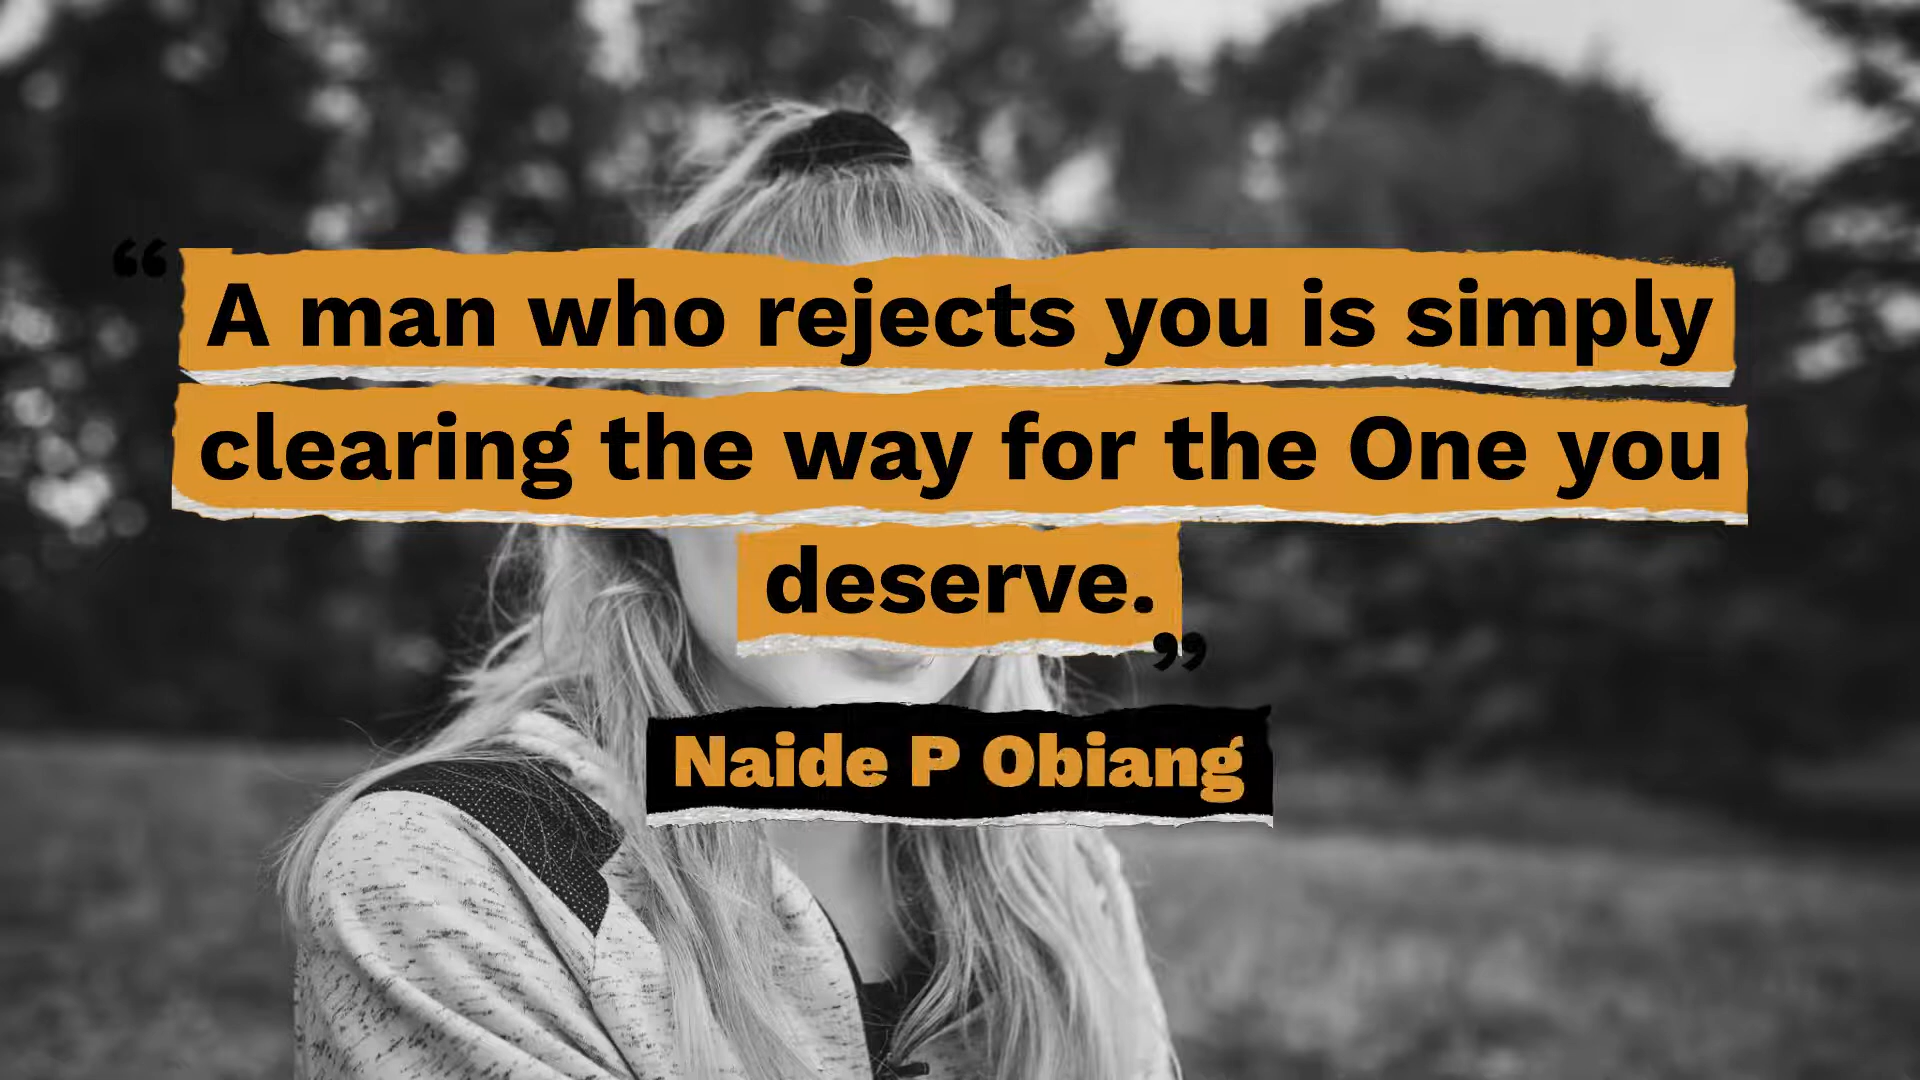 “A man who rejects you is simply
clearing the way for the One you
deserve.”
Naide P Obiang